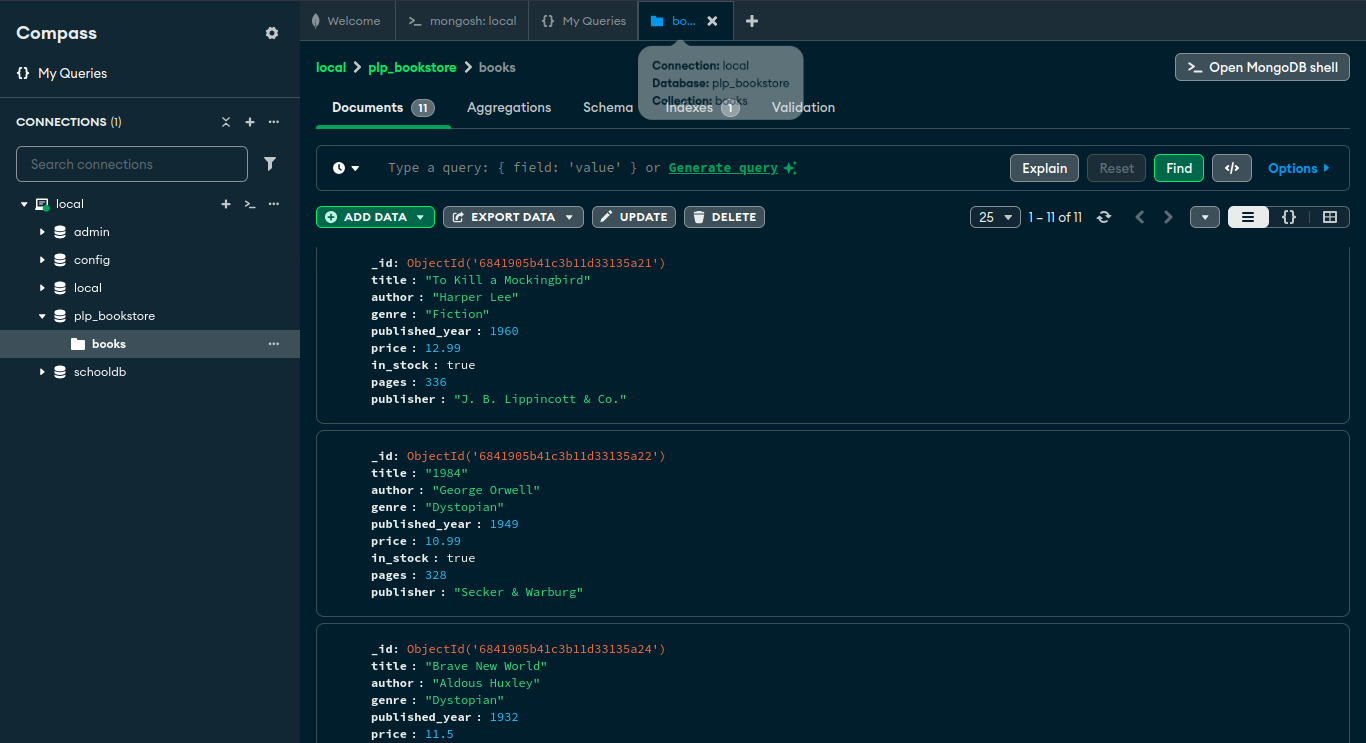 Compass
{} My Queries
CONNECTIONS (1)
Search connections
local
admin
config
local
plp_bookstore
books
schooldb
Welcome
>_ mongosh: local
{} My Queries
bo...
local > plp_bookstore > books
Connection: local
Database: plp_bookstore
Collection: books
>_ Open MongoDB shell
Documents 11
Aggregations
Schema
Indexes 1
Validation
Type a query: { field: 'value' } or Generate query
Explain
Reset
Find
</>
Options
ADD DATA
EXPORT DATA
UPDATE
DELETE
25
1 – 11 of 11
{}
_id: ObjectId('6841905b41c3b11d33135a21')
title : "To Kill a Mockingbird"
author : "Harper Lee"
genre : "Fiction"
published_year : 1960
price : 12.99
in_stock : true
pages : 336
publisher : "J. B. Lippincott & Co."
_id: ObjectId('6841905b41c3b11d33135a22')
title : "1984"
author : "George Orwell"
genre : "Dystopian"
published_year : 1949
price : 10.99
in_stock : true
pages : 328
publisher : "Secker & Warburg"
_id: ObjectId('6841905b41c3b11d33135a24')
title : "Brave New World"
author : "Aldous Huxley"
genre : "Dystopian"
published_year : 1932
price : 11.5